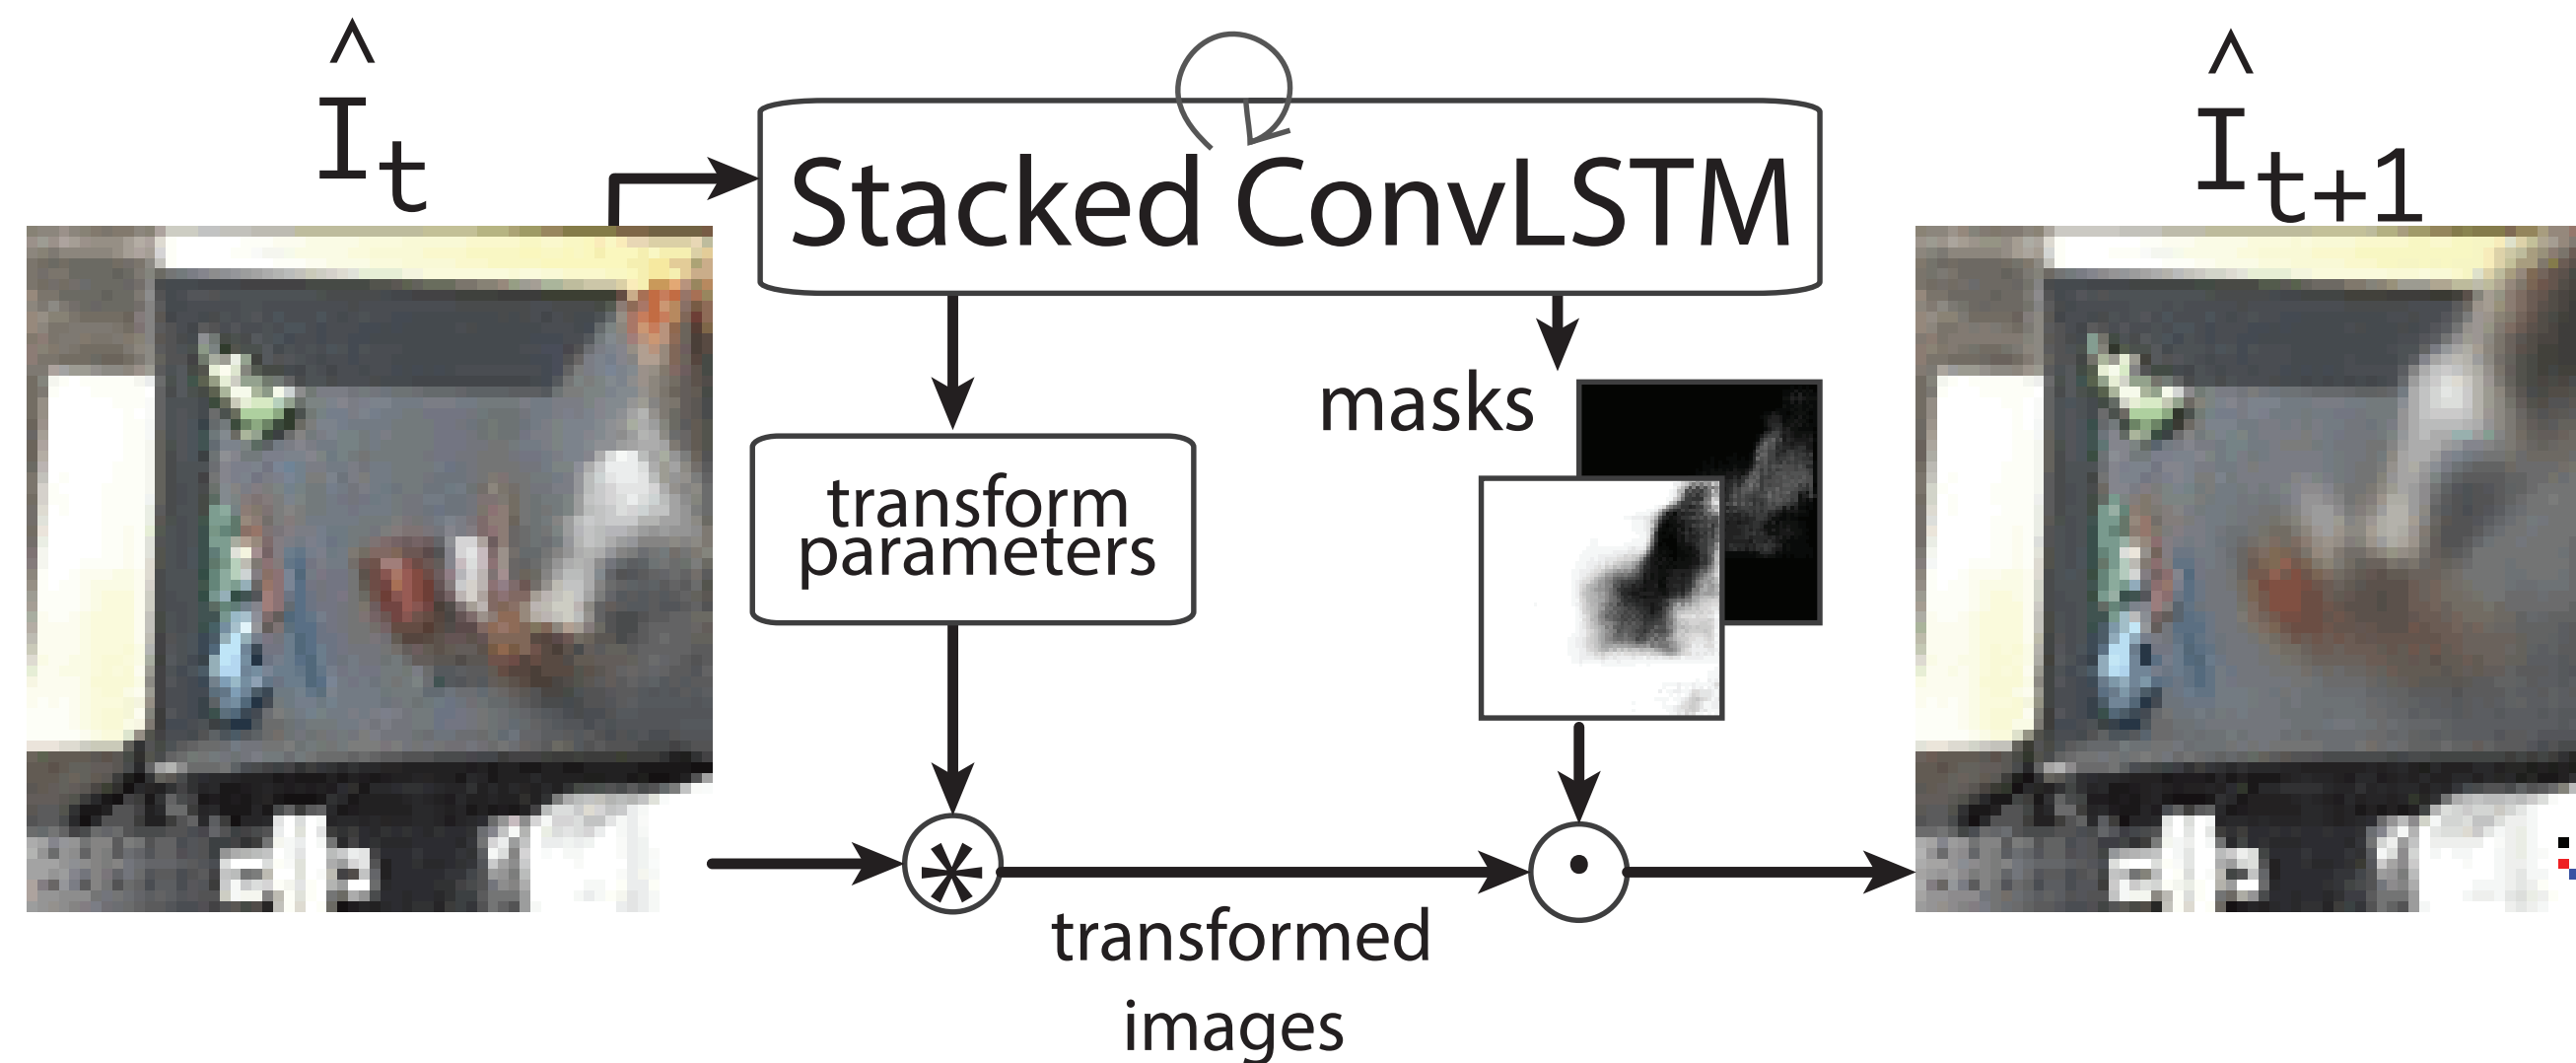 Î_t
Stacked ConvLSTM
Î_t+1
masks
transform
parameters
*
·
transformed
images